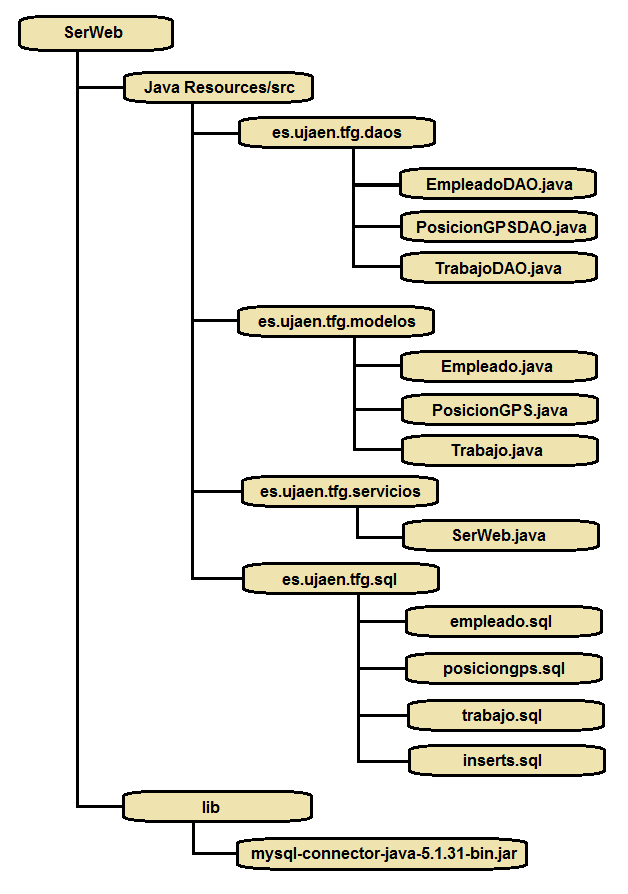 SerWeb
Java Resources/src
es.ujaen.tfg.daos
EmpleadoDAO.java
PosicionGPSDAO.java
TrabajoDAO.java
es.ujaen.tfg.modelos
Empleado.java
PosicionGPS.java
Trabajo.java
es.ujaen.tfg.servicios
SerWeb.java
es.ujaen.tfg.sql
empleado.sql
posiciongps.sql
trabajo.sql
inserts.sql
lib
mysql-connector-java-5.1.31-bin.jar